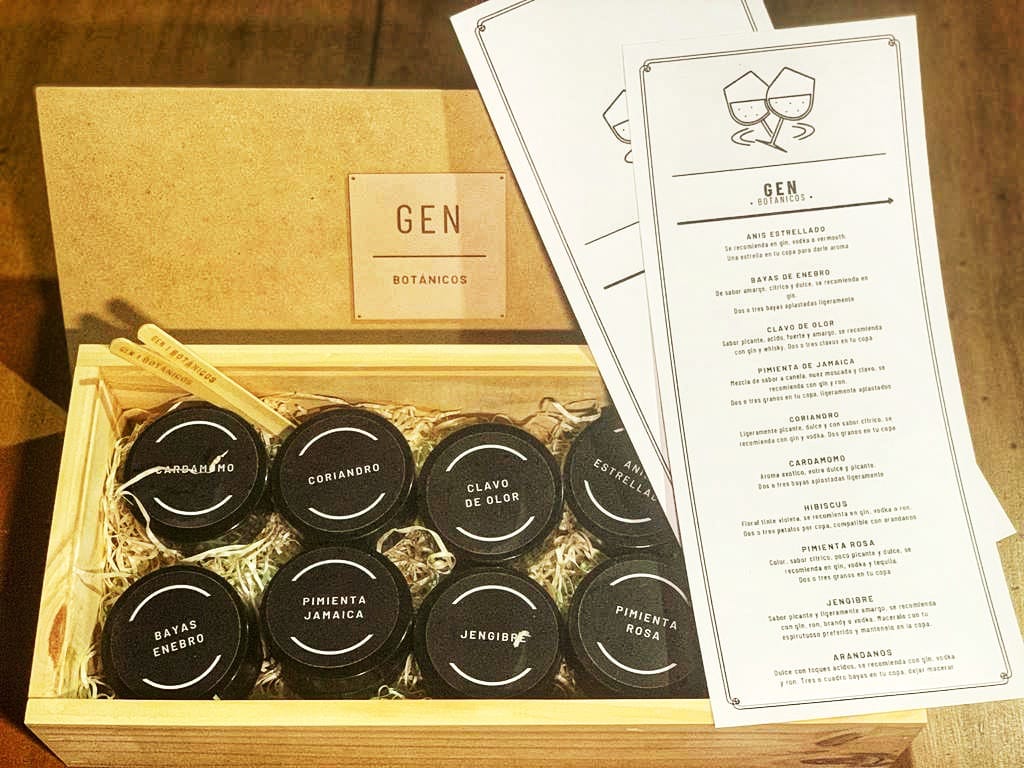 GEN
BOTÁNICOS
GEN & BOTÁNICOS
GEN & BOTÁNICOS
CARDAMOMO
CORIANDRO
CLAVO
DE OLOR
ANIS
ESTRELLADO
BAYAS
ENEBRO
PIMIENTA
JAMAICA
JENGIBRE
PIMIENTA
ROSA
GEN
• BOTÁNICOS •
ANIS ESTRELLADO
Se recomienda en gin, vodka o vermouth
Una estrella en tu copa para darle aroma
BAYAS DE ENEBRO
De sabor amargo, cítrico y dulce, se recomienda en
gin.
Dos o tres bayas aplastadas ligeramente
CLAVO DE OLOR
Sabor picante, acido, fuerte y amargo, se recomienda
con gin y whisky. Dos o tres clavos en tu copa
PIMIENTA DE JAMAICA
Mezcla de sabor a canela, nuez moscada y clavo, se
recomienda con gin y ron.
Dos o tres granos en tu copa, ligeramente aplastados
CORIANDRO
Ligeramente picante, dulce y con sabor cítrico, se
recomienda con gin y vodka. Dos granos en tu copa
CARDAMOMO
Aroma exotico, entre dulce y picante.
Dos o tres bayas aplastadas ligeramente
HIBISCUS
Floral tinte violeta, se recomienta en gin, vodka o ron.
Dos o tres petalos por copa, compatible con arandanos
PIMIENTA ROSA
Color, sabor cítrico, poco picante y dulce, se
recomienda en gin, vodka y tequila.
Dos o tres granos en tu copa
JENGIBRE
Sabor picante y ligeramente amargo, se recomienda
con gin, ron, brandy o vodka. Maceralo con tu
espirutuoso preferido y mantenelo en la copa.
ARANDANOS
Dulce con toques acidos, se recomienda con gin, vodka
y ron. Tres o cuadro bayas en tu copa, dejar macerar